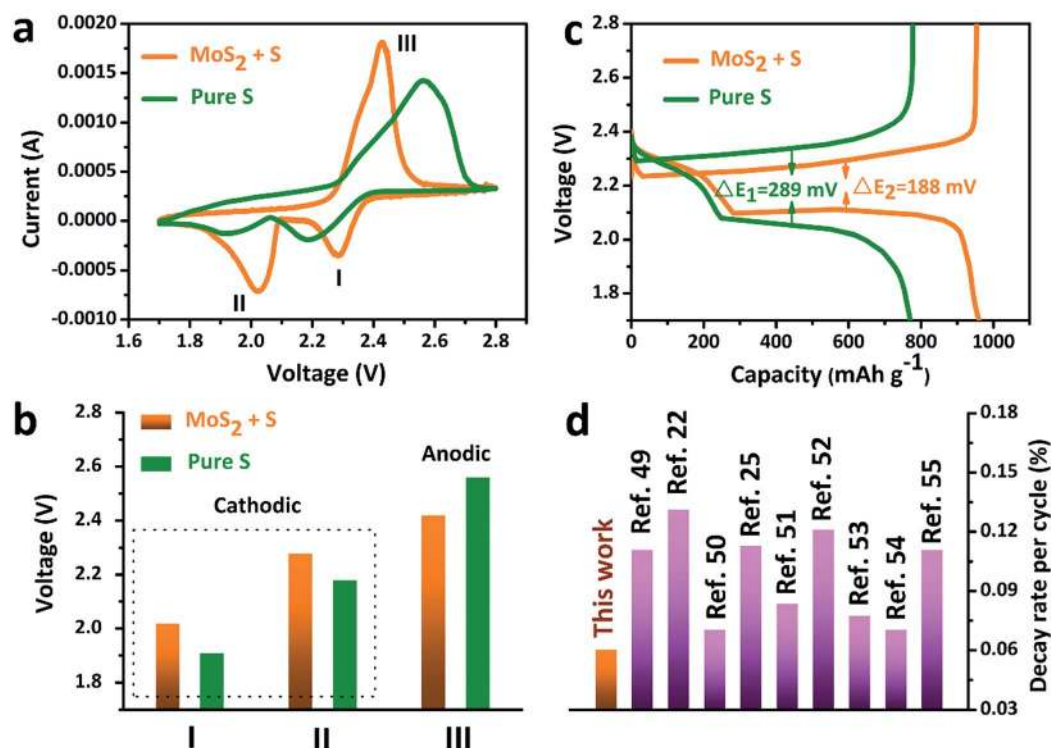 a
MoS2 + S
Pure S
III
I
II
0.0020
0.0015
0.0010
0.0005
0.0000
-0.0005
-0.0010
Current (A)
1.6 1.8 2.0 2.2 2.4 2.6 2.8
Voltage (V)
c
MoS2 + S
Pure S
△E1=289 mV
△E2=188 mV
2.8
2.6
2.4
2.2
2.0
1.8
Voltage (V)
0 200 400 600 800 1000
Capacity (mAh g-1)
b
MoS2 + S
Pure S
Cathodic
Anodic
2.8
2.6
2.4
2.2
2.0
1.8
Voltage (V)
I II III
d
This work
Ref. 49
Ref. 22
Ref. 50
Ref. 25
Ref. 51
Ref. 52
Ref. 53
Ref. 54
Ref. 55
0.18
0.15
0.12
0.09
0.06
0.03
Decay rate per cycle (%)